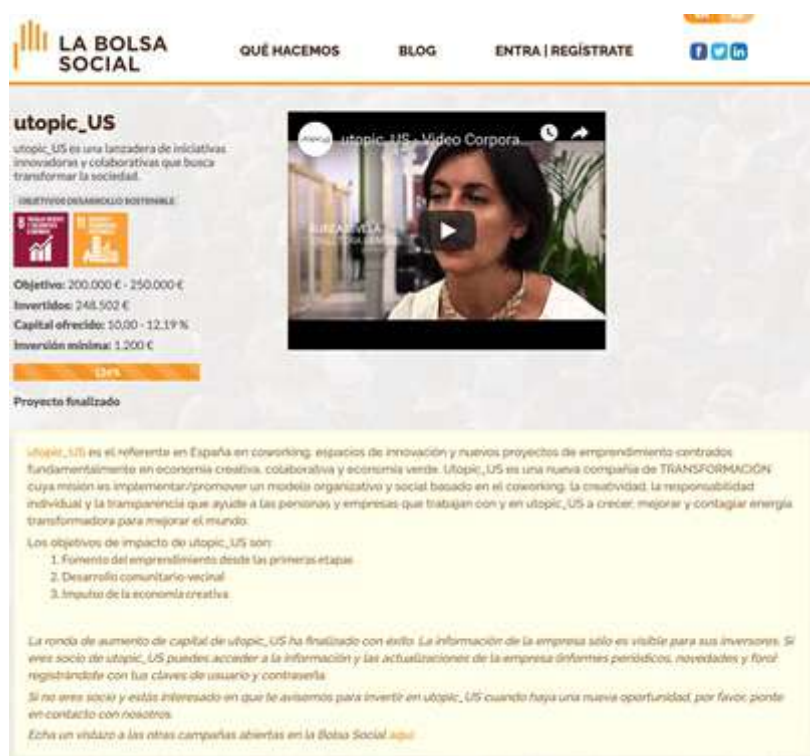 LA BOLSA
SOCIAL
QUÉ HACEMOS
BLOG
ENTRA | REGÍSTRATE
utopic_US
utopic_US es una lanzadera de iniciativas
innovadoras y colaborativas que busca
transformar la sociedad.
OBJETIVOS DESARROLLO SOSTENIBLE
8
11
Objetivo: 200.000 € - 250.000 €
Invertidos: 248.502 €
Capital ofrecido: 10,00 - 12,19 %
Inversión mínima: 1.200 €
Proyecto finalizado
utopic_US - Video Corpora...
utopic_US es el referente en España en coworking, espacios de innovación y nuevos proyectos de emprendimiento centrados
fundamentalmente en economía creativa, colaborativa y economía verde. Utopic_US es una nueva compañía de TRANSFORMACIÓN
cuya misión es implementar/promover un modelo organizativo y social basado en el coworking, la creatividad, la responsabilidad
individual y la transparencia que ayude a las personas y empresas que trabajan con y en utopic_US a crecer, mejorar y contagiar energía
transformadora para mejorar el mundo.
Los objetivos de impacto de utopic_US son:
1. Fomento del emprendimiento desde las primeras etapas
2. Desarrollo comunitario-vecinal
3. Impulso de la economía creativa
La ronda de aumento de capital de utopic_US ha finalizado con éxito. La información de la empresa sólo es visible para sus inversores. Si
eres socio de utopic_US puedes acceder a la información y las actualizaciones de la empresa (informes periódicos, novedades y foro)
registrándote con tus claves de usuario y contraseña.
Si no eres socio y estás interesado en que te avisemos para invertir en utopic_US cuando haya una nueva oportunidad, por favor, ponte
en contacto con nosotros.
Echa un vistazo a las otras campañas abiertas en la Bolsa Social aquí